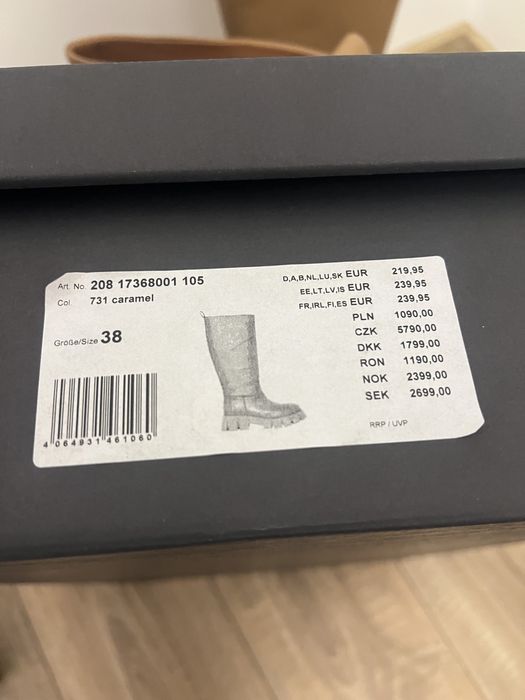 Art. No. 208 17368001 105
Col. 731 caramel
Größe/Size 38
4 064931 461060
D,A,B,NL,LU,SK EUR 219,95
EE,LT,LV,IS EUR 239,95
FR,IRL,FI,ES EUR 239,95
PLN 1090,00
CZK 5790,00
DKK 1799,00
RON 1190,00
NOK 2399,00
SEK 2699,00
RRP / UVP